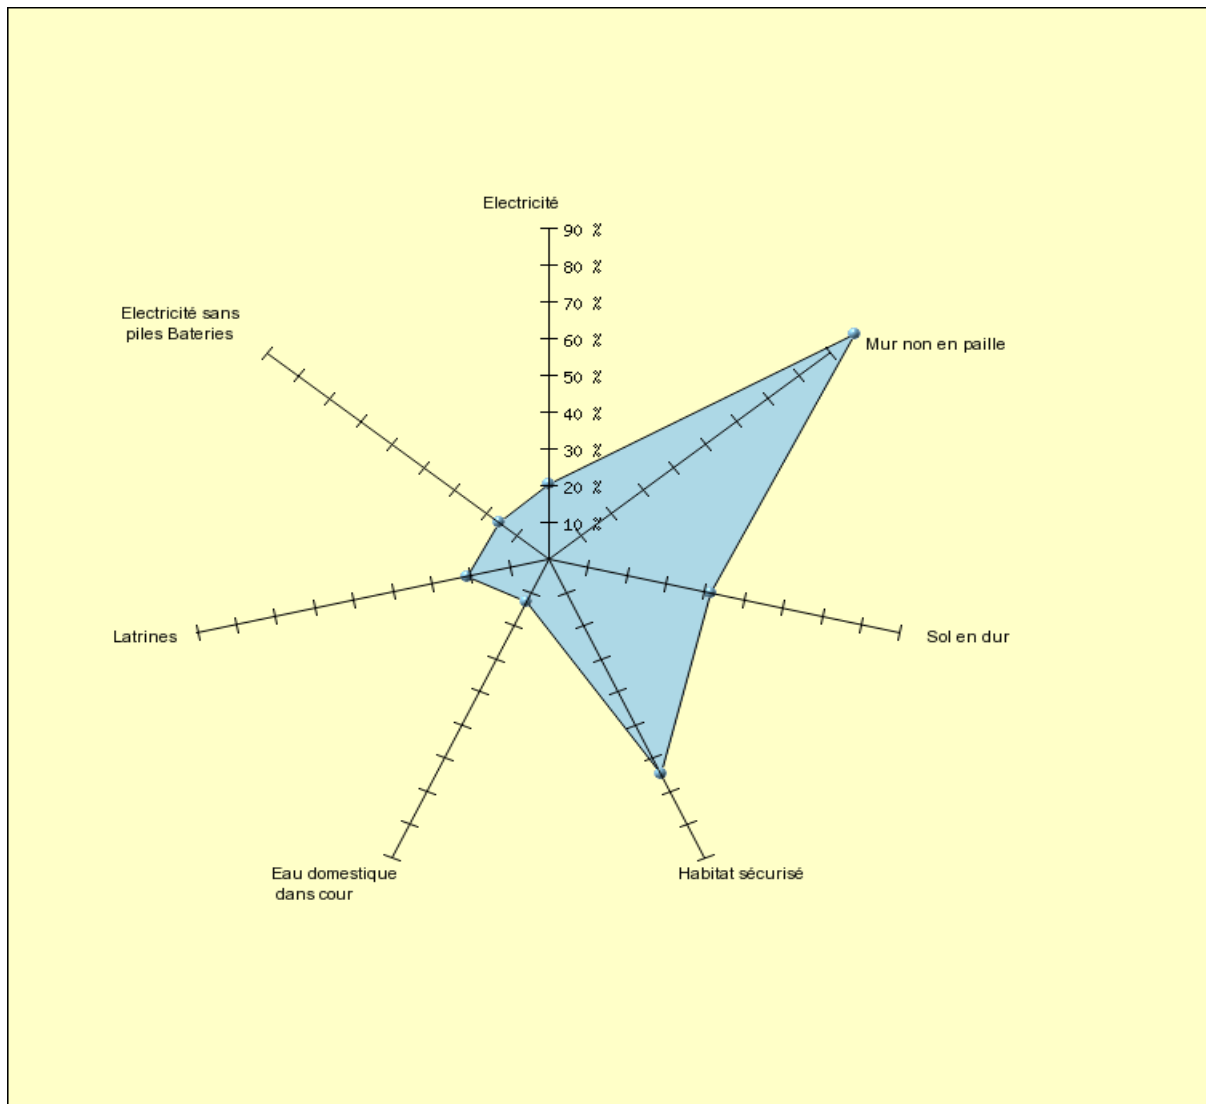 Electricité
90 %
80 %
70 %
60 %
50 %
40 %
30 %
20 %
10 %
Electricité sans
piles Bateries
Mur non en paille
Latrines
Sol en dur
Eau domestique
dans cour
Habitat sécurisé